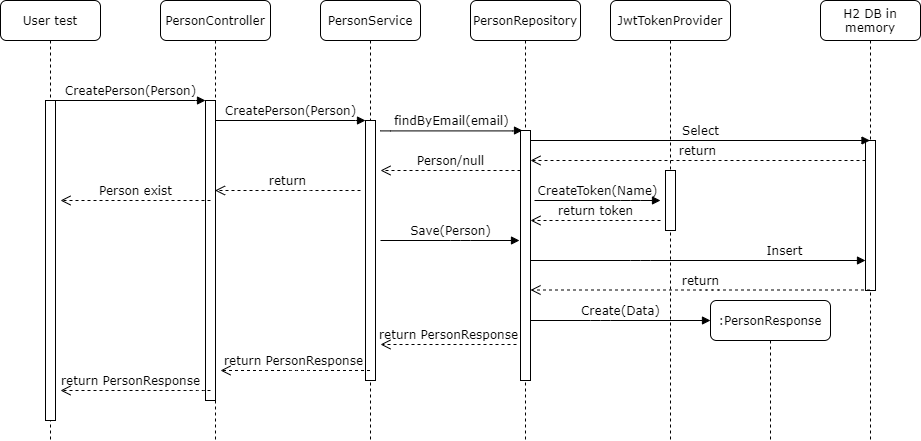 User test
PersonController
PersonService
PersonRepository
JwtTokenProvider
H2 DB in
memory
CreatePerson(Person)
CreatePerson(Person)
findByEmail(email)
Select
return
Person/null
return
Person exist
CreateToken(Name)
return token
Save(Person)
Insert
return
Create(Data)
:PersonResponse
return PersonResponse
return PersonResponse
return PersonResponse